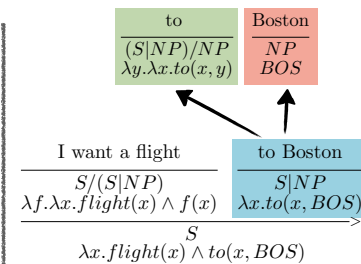 to Boston
(S|NP)/NP NP
λy.λx.to(x, y) BOS
I want a flight to Boston
S/(S|NP) S|NP
λf.λx.flight(x) ∧ f(x) λx.to(x, BOS)
>
S
λx.flight(x) ∧ to(x, BOS)